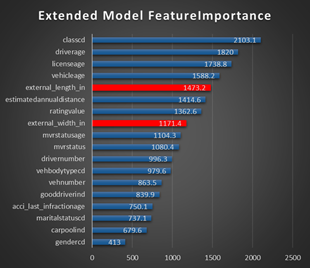 Extended Model FeatureImportance
classcd 2103.1
driverage 1820
licenseage 1738.8
vehicleage 1588.2
external_length_in 1473.2
estimatedannualdistance 1414.6
ratingvalue 1362.6
external_width_in 1171.4
mvrstatusage 1104.3
mvrstatus 1080.4
drivernumber 996.3
vehbodytypecd 979.6
vehnumber 863.5
gooddriverind 839.9
acci_last_infractionage 750.1
maritalstatuscd 737.1
carpoolind 679.6
gendercd 413
0 500 1000 1500 2000 2500